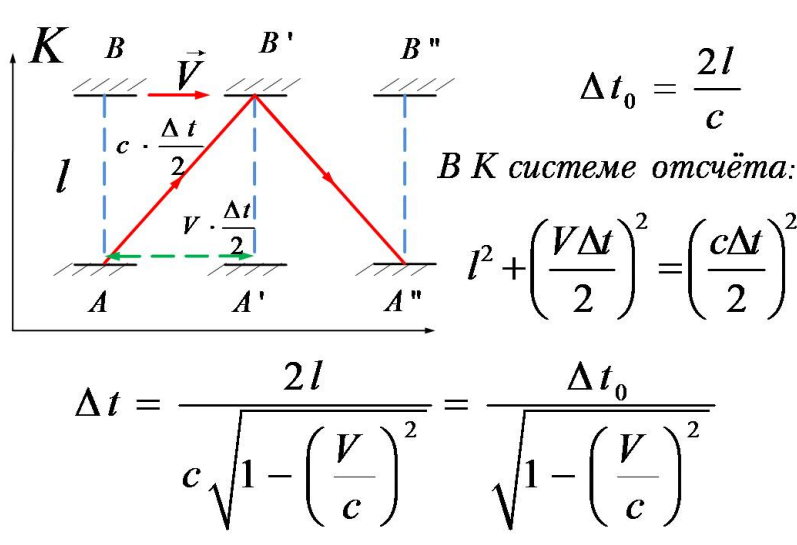 K B B' B"
V⃗
Δt₀ = 2l/c
c · Δt/2
l
В K системе отсчёта:
V · Δt/2
l² + (VΔt/2)² = (cΔt/2)²
A A' A"
Δt = 2l/(c√(1 − (V/c)²)) = Δt₀/√(1 − (V/c)²)